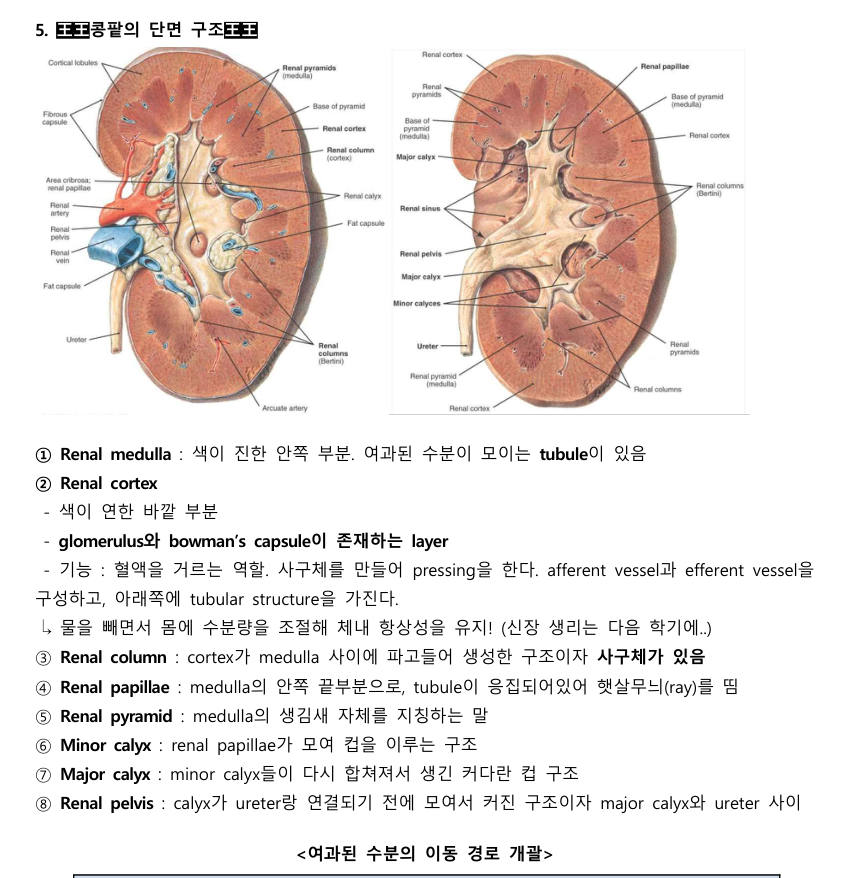 5. 王王콩팥의 단면 구조王王
Cortical lobules
Fibrous
capsule
Area cribrosa;
renal papillae
Renal
artery
Renal
pelvis
Renal
vein
Fat capsule
Ureter
Renal pyramids
(medulla)
Base of pyramid
Renal cortex
Renal column
(cortex)
Renal calyx
Fat capsule
Renal
columns
(Bertini)
Arcuate artery
Renal cortex
Renal
pyramids
Base of
pyramid
(medulla)
Major calyx
Renal sinus
Renal pelvis
Major calyx
Minor calyces
Ureter
Renal pyramid
(medulla)
Renal cortex
Renal papillae
Base of pyramid
(medulla)
Renal cortex
Renal columns
(Bertini)
Renal
pyramids
Renal columns
① Renal medulla : 색이 진한 안쪽 부분. 여과된 수분이 모이는 tubule이 있음
② Renal cortex
- 색이 연한 바깥 부분
- glomerulus와 bowman's capsule이 존재하는 layer
- 기능 : 혈액을 거르는 역할. 사구체를 만들어 pressing을 한다. afferent vessel과 efferent vessel을
구성하고, 아래쪽에 tubular structure을 가진다.
↳ 물을 빼면서 몸에 수분량을 조절해 체내 항상성을 유지! (신장 생리는 다음 학기에..)
③ Renal column : cortex가 medulla 사이에 파고들어 생성한 구조이자 사구체가 있음
④ Renal papillae : medulla의 안쪽 끝부분으로, tubule이 응집되어있어 햇살무늬(ray)를 띰
⑤ Renal pyramid : medulla의 생김새 자체를 지칭하는 말
⑥ Minor calyx : renal papillae가 모여 컵을 이루는 구조
⑦ Major calyx : minor calyx들이 다시 합쳐져서 생긴 커다란 컵 구조
⑧ Renal pelvis : calyx가 ureter랑 연결되기 전에 모여서 커진 구조이자 major calyx와 ureter 사이
<여과된 수분의 이동 경로 개괄>